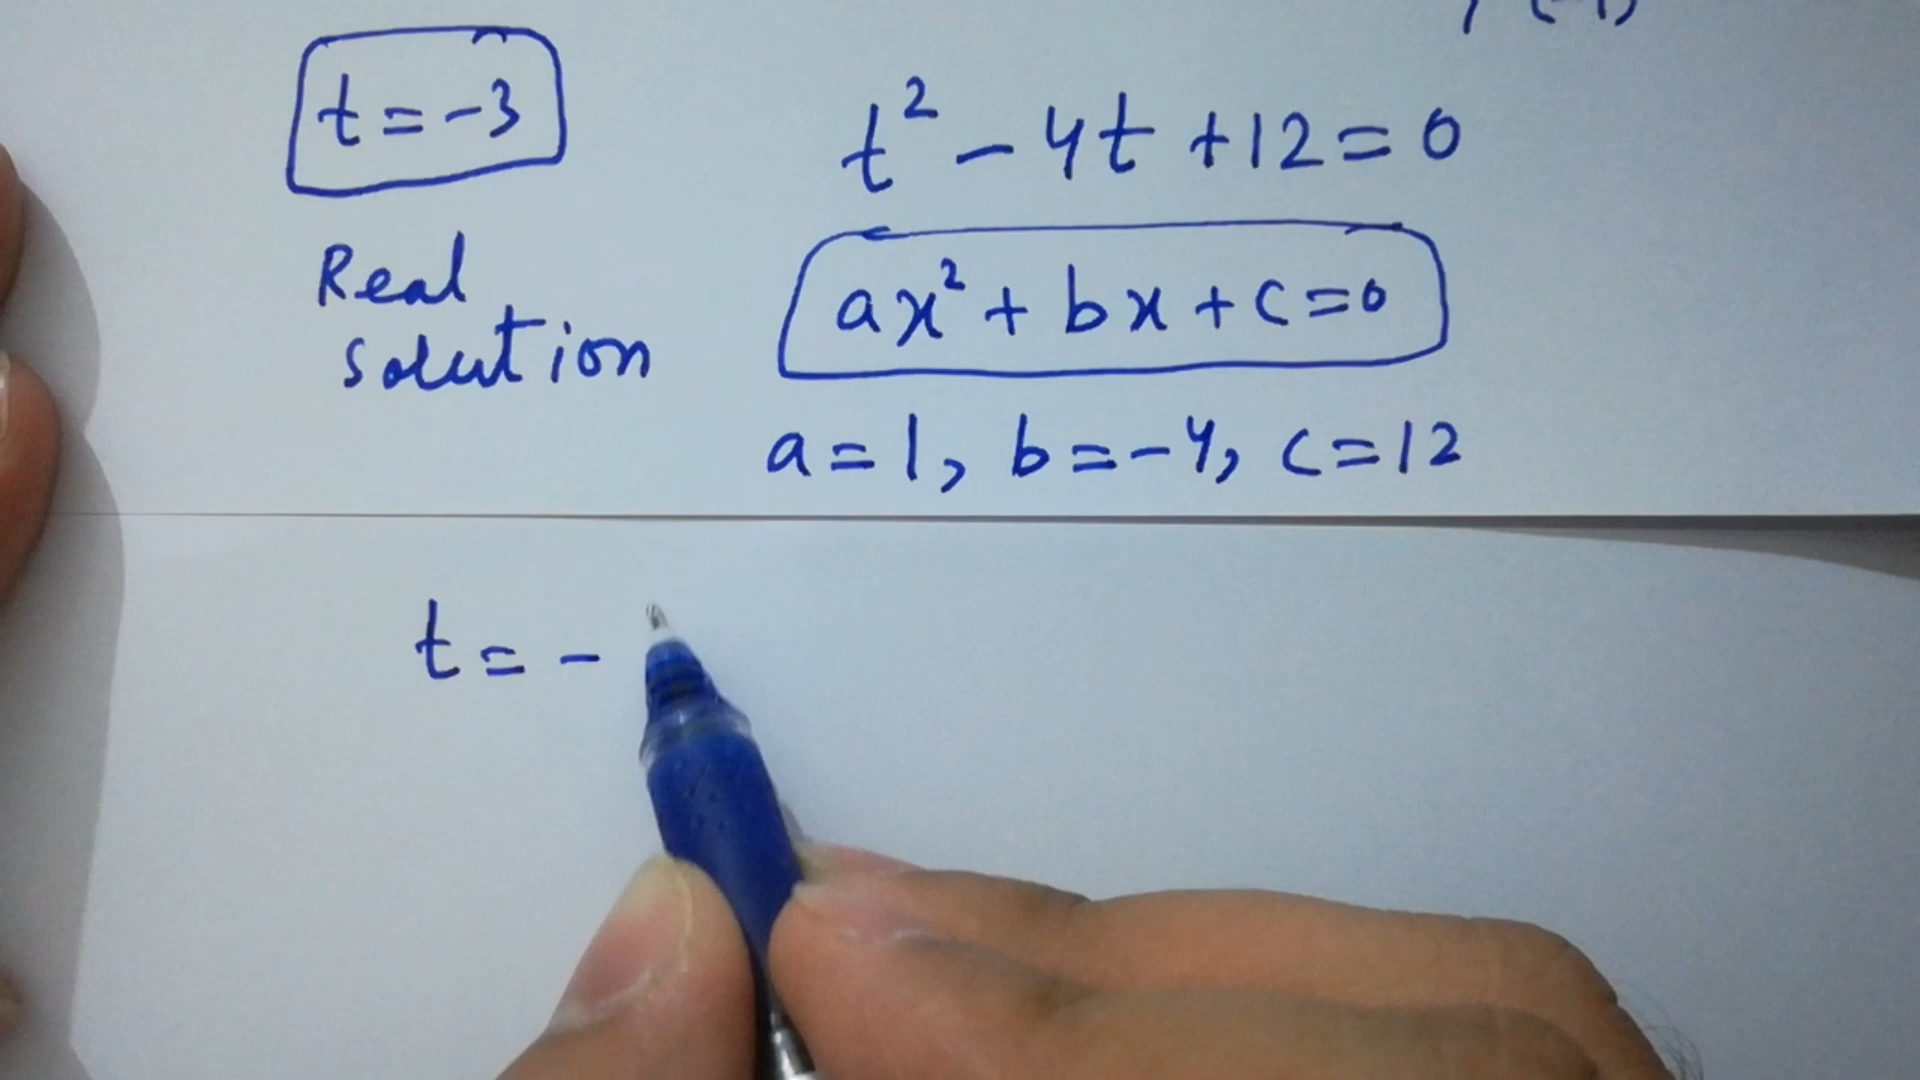 t = -3
Real
solution
t² - 4t + 12 = 0
ax² + bx + c = 0
a = 1, b = -4, c = 12
t = -